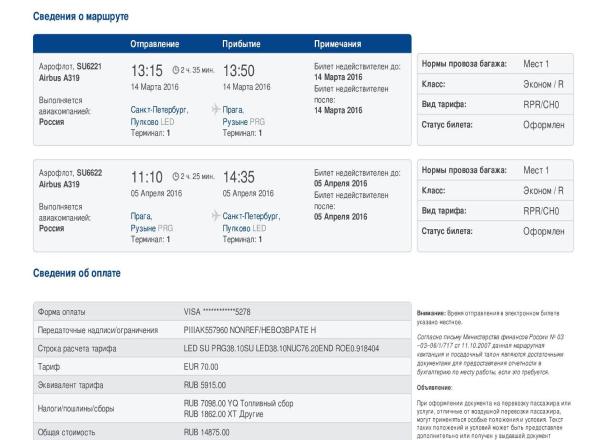 Сведения о маршруте
Отправление Прибытие Примечания
Аэрофлот, SU6221
Airbus A319
Выполняется
авиакомпанией:
Россия
13:15 2 ч. 35 мин. 13:50
14 Марта 2016 14 Марта 2016
Санкт-Петербург, Прага,
Пулково LED Рузыне PRG
Терминал: 1 Терминал: 1
Билет недействителен до:
14 Марта 2016
Билет недействителен
после:
14 Марта 2016
Нормы провоза багажа: Мест 1
Класс: Эконом / R
Вид тарифа: RPR/CH0
Статус билета: Оформлен
Аэрофлот, SU6622
Airbus A319
Выполняется
авиакомпанией:
Россия
11:10 2 ч. 25 мин. 14:35
05 Апреля 2016 05 Апреля 2016
Прага, Санкт-Петербург,
Рузыне PRG Пулково LED
Терминал: 1 Терминал: 1
Билет недействителен до:
05 Апреля 2016
Билет недействителен
после:
05 Апреля 2016
Нормы провоза багажа: Мест 1
Класс: Эконом / R
Вид тарифа: RPR/CH0
Статус билета: Оформлен
Сведения об оплате
Форма оплаты VISA ************5278
Передаточные надписи/ограничения PIIIAK557960 NONREF/НЕВОЗВРАТЕ Н
Строка расчета тарифа LED SU PRG38.10SU LED38.10NUC76.20END ROE0.918404
Тариф EUR 70.00
Эквивалент тарифа RUB 5915.00
Налоги/пошлины/сборы RUB 7098.00 YQ Топливный сбор
RUB 1862.00 XT Другие
Общая стоимость RUB 14875.00
Внимание: Время отправления в электронном билете
указано местное.
Согласно письму Министерства финансов России № 03
-03-06/1/717 от 11.10.2007 данная маршрутная
квитанция и посадочный талон являются достаточными
документами для предоставления отчетности в
бухгалтерию по месту работы, если это требуется.
Объявление:
При оформлении документа на перевозку пассажира или
услуги, отличные от воздушной перевозки пассажира,
могут применяться особые положения и условия. Текст
таких положений и условий может быть предоставлен
дополнительно или получен у выдавшей документ